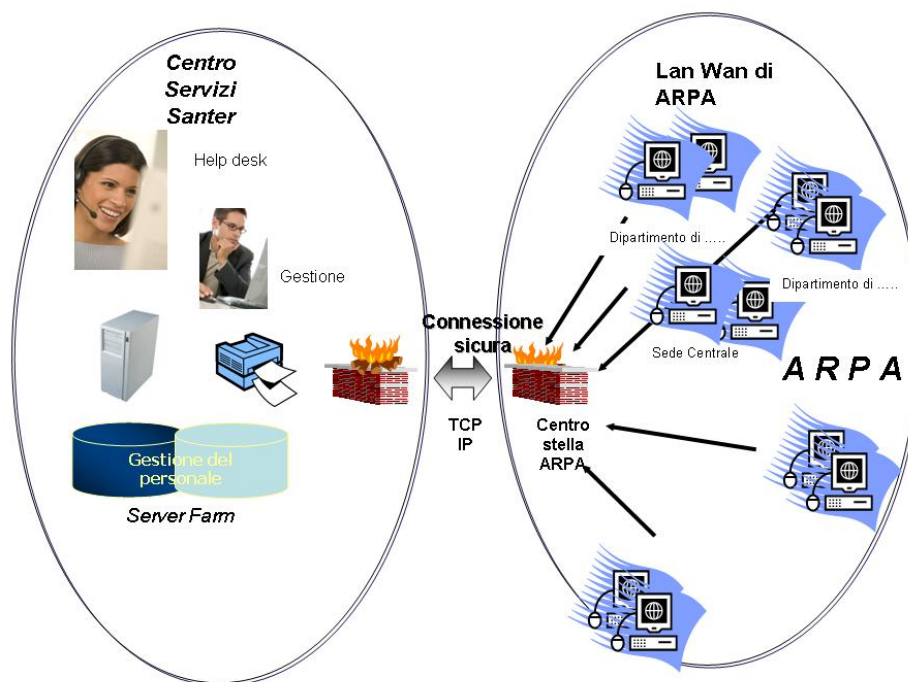 Centro
Servizi
Santer
Help desk
Gestione
Gestione del
personale
Server Farm
Connessione
sicura
TCP
IP
Lan Wan di
ARPA
Dipartimento di .....
Dipartimento di .....
Sede Centrale
A R P A
Centro
stella
ARPA